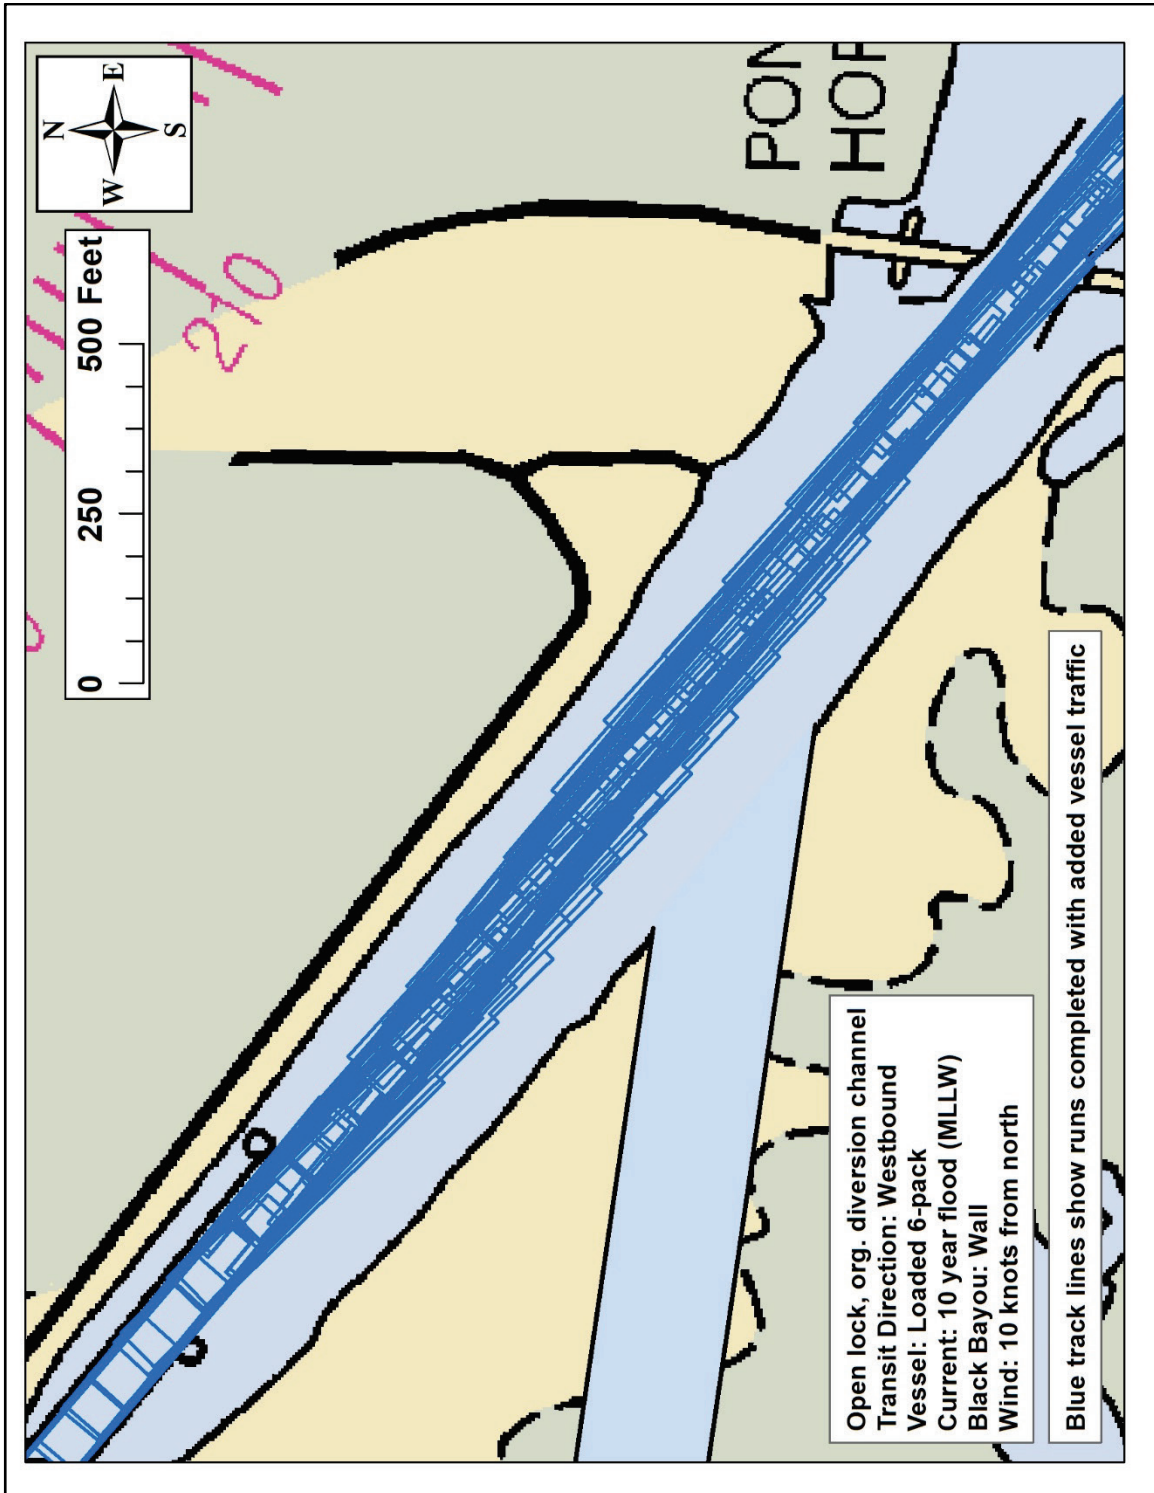 N
W
E
S
0 250 500 Feet
210
PON
HOR
Open lock, org. diversion channel
Transit Direction: Westbound
Vessel: Loaded 6-pack
Current: 10 year flood (MLLW)
Black Bayou: Wall
Wind: 10 knots from north
Blue track lines show runs completed with added vessel traffic